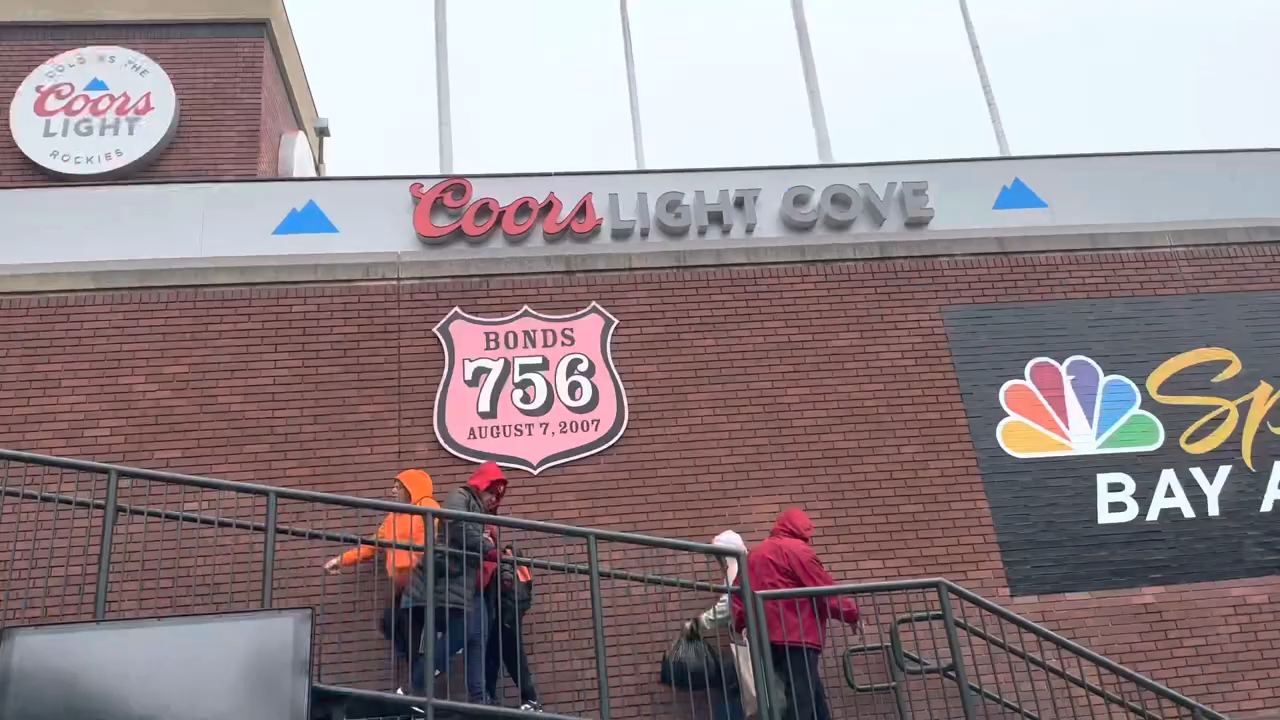 COLD AS THE
Coors
LIGHT
ROCKIES
Coors LIGHT COVE
BONDS
756
AUGUST 7, 2007
BAY